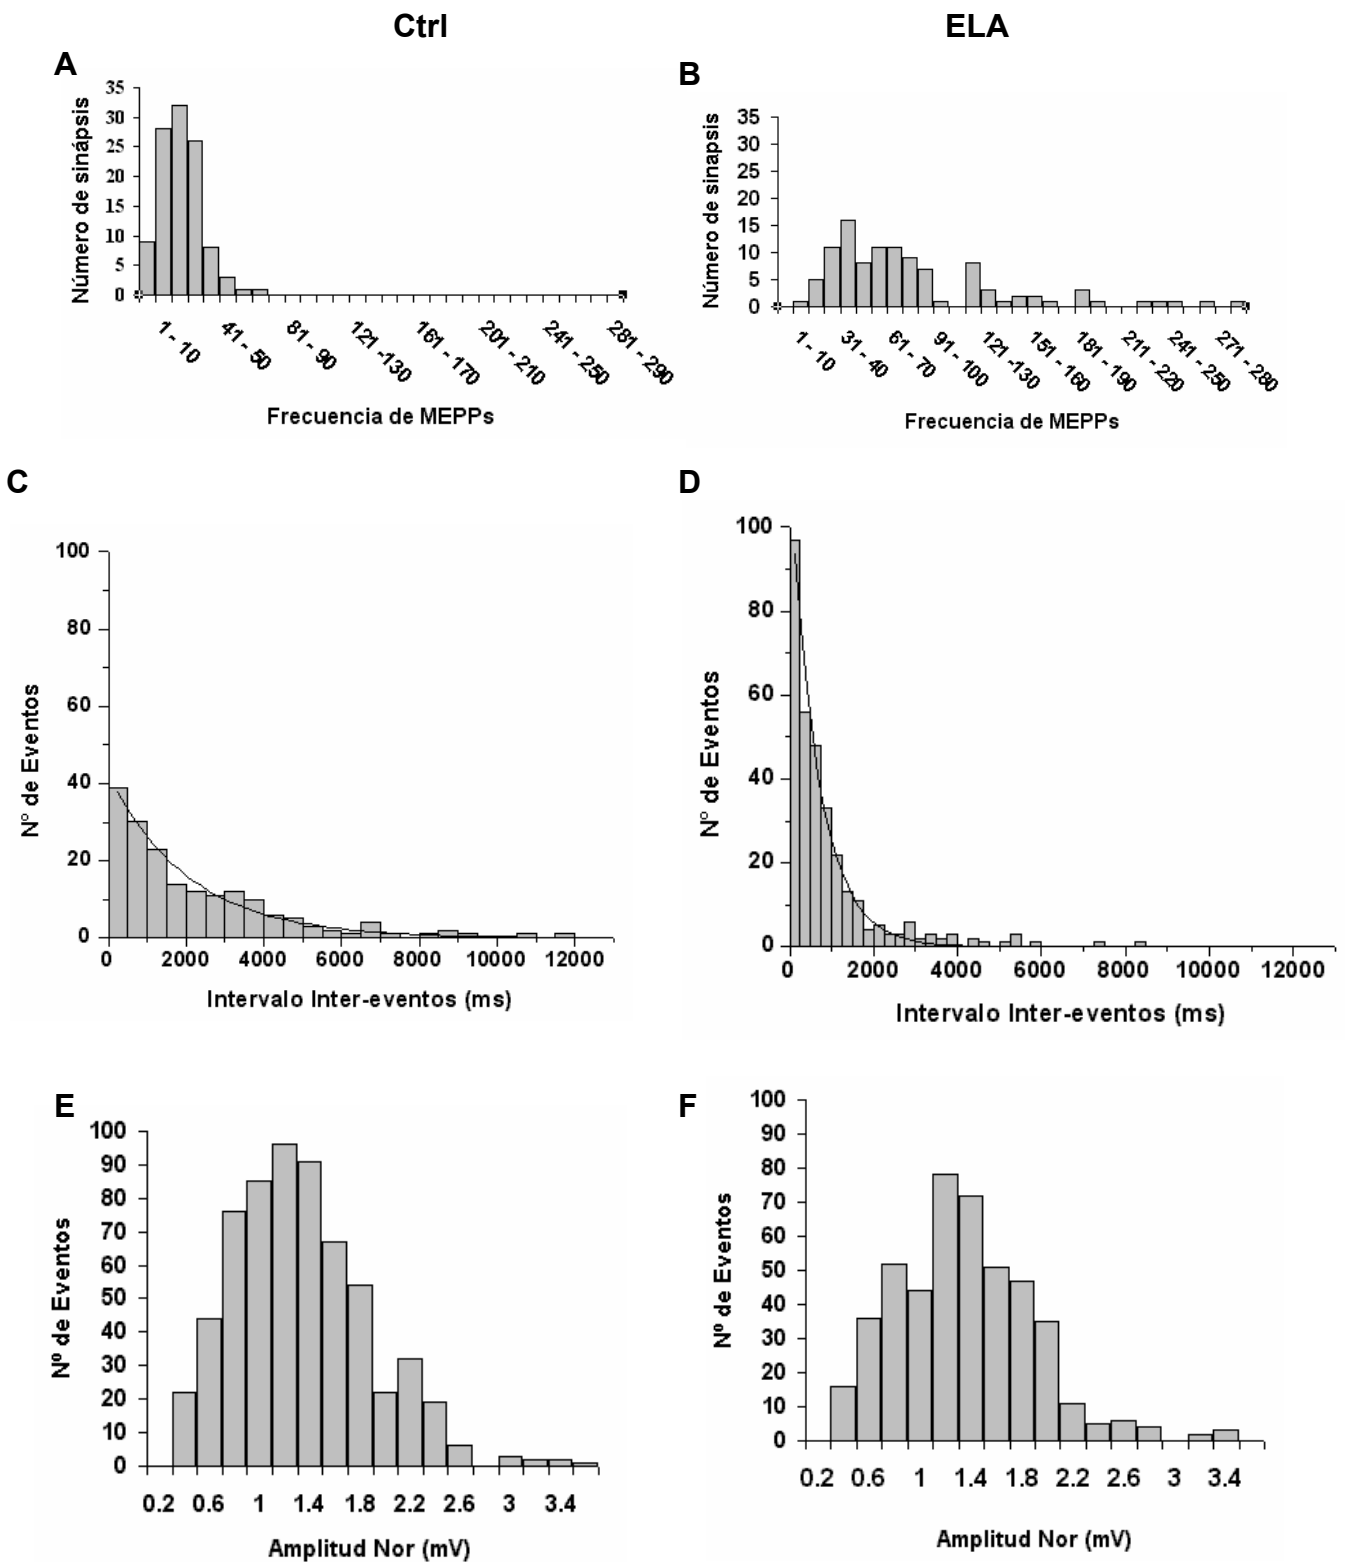 Ctrl
ELA
A
35
30
25
20
15
10
5
0
Número de sinápsis
1 - 10
41 - 50
81 - 90
121 -130
161 - 170
201 - 210
241 - 250
281 - 290
Frecuencia de MEPPs
B
35
30
25
20
15
10
5
0
Número de sinapsis
1 - 10
31 - 40
61 - 70
91 - 100
121 -130
151 - 160
181 - 190
211 - 220
241 - 250
271 - 280
Frecuencia de MEPPs
C
100
80
60
40
20
0
N° de Eventos
0 2000 4000 6000 8000 10000 12000
Intervalo Inter-eventos (ms)
D
100
80
60
40
20
0
N° de Eventos
0 2000 4000 6000 8000 10000 12000
Intervalo Inter-eventos (ms)
E
100
90
80
70
60
50
40
30
20
10
0
Nº de Eventos
0.2 0.6 1 1.4 1.8 2.2 2.6 3 3.4
Amplitud Nor (mV)
F
100
90
80
70
60
50
40
30
20
10
0
Nº de Eventos
0.2 0.6 1 1.4 1.8 2.2 2.6 3 3.4
Amplitud Nor (mV)